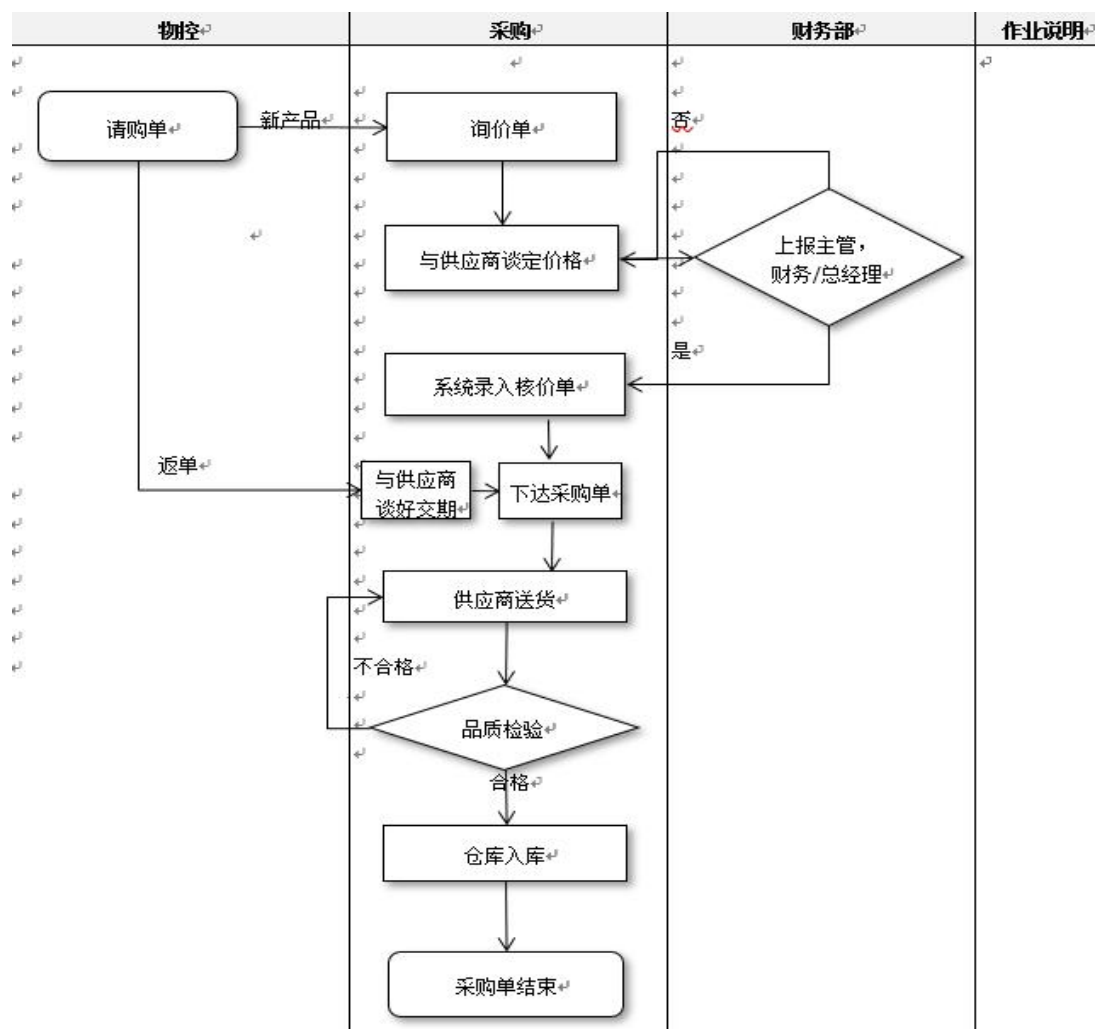 物控
采购
财务部
作业说明
请购单
新产品
询价单
否
与供应商谈定价格
上报主管，
财务/总经理
是
系统录入核价单
返单
与供应商
谈好交期
下达采购单
供应商送货
不合格
品质检验
合格
仓库入库
采购单结束